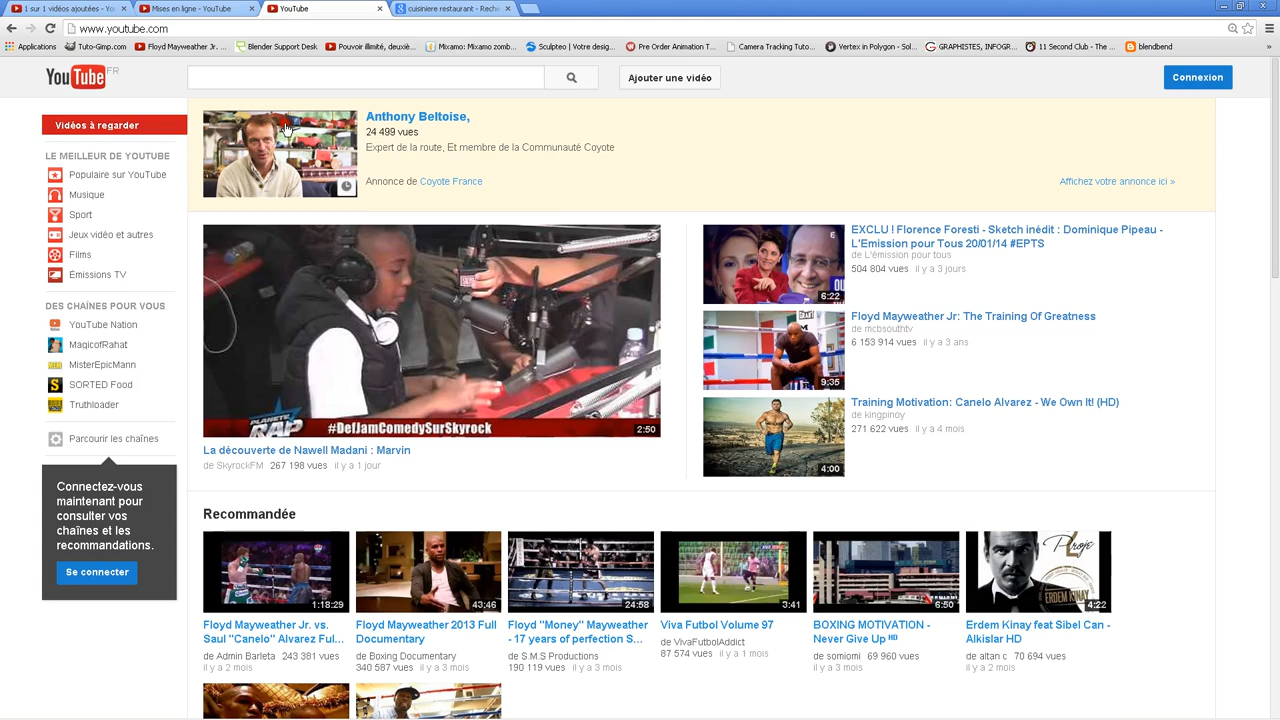 1 sur 1 vidéos ajoutées - Yo
Mises en ligne - YouTube
YouTube
cuisiniere restaurant - Reche
www.youtube.com
Applications
Tuto-Gimp.com
Floyd Mayweather Jr. ...
Blender Support Desk
Pouvoir illimité, deuxiè...
Mixamo: Mixamo zomb...
Sculpteo | Votre desig...
Pre Order Animation T...
Camera Tracking Tuto...
Vertex in Polygon - Sol...
GRAPHISTES, INFOGR...
11 Second Club - The ...
blendbend
»
YouTube FR
Ajouter une vidéo
Connexion
Vidéos à regarder
LE MEILLEUR DE YOUTUBE
Populaire sur YouTube
Musique
Sport
Jeux vidéo et autres
Films
Émissions TV
DES CHAÎNES POUR VOUS
YouTube Nation
MagicofRahat
MisterEpicMann
SORTED Food
Truthloader
Parcourir les chaînes
Connectez-vous
maintenant pour
consulter vos
chaînes et les
recommandations.
Se connecter
Anthony Beltoise,
24 499 vues
Expert de la route, Et membre de la Communauté Coyote
Annonce de Coyote France
Affichez votre annonce ici »
PLANETE
RAP
#DefJamComedySurSkyrock
2:50
La découverte de Nawell Madani : Marvin
de SkyrockFM 267 198 vues il y a 1 jour
6:22
EXCLU ! Florence Foresti - Sketch inédit : Dominique Pipeau -
L'Emission pour Tous 20/01/14 #EPTS
de L'émission pour tous
504 804 vues il y a 3 jours
9:35
Floyd Mayweather Jr: The Training Of Greatness
de mcbsouthtv
6 153 914 vues il y a 3 ans
4:00
Training Motivation: Canelo Alvarez - We Own It! (HD)
de kingpinoy
271 622 vues il y a 4 mois
Recommandée
1:18:29
Floyd Mayweather Jr. vs.
Saul "Canelo" Alvarez Ful...
de Admin Barleta 243 381 vues
il y a 2 mois
43:46
Floyd Mayweather 2013 Full
Documentary
de Boxing Documentary
340 587 vues il y a 3 mois
24:58
Floyd "Money" Mayweather
- 17 years of perfection S...
de S.M.S Productions
190 119 vues il y a 3 mois
3:41
Viva Futbol Volume 97
de VivaFutbolAddict
87 574 vues il y a 1 mois
6:50
BOXING MOTIVATION -
Never Give Up HD
de somiomi 69 960 vues
il y a 3 mois
Proje
ERDEM KINAY
4:22
Erdem Kinay feat Sibel Can -
Alkislar HD
de altan c 70 694 vues
il y a 2 mois